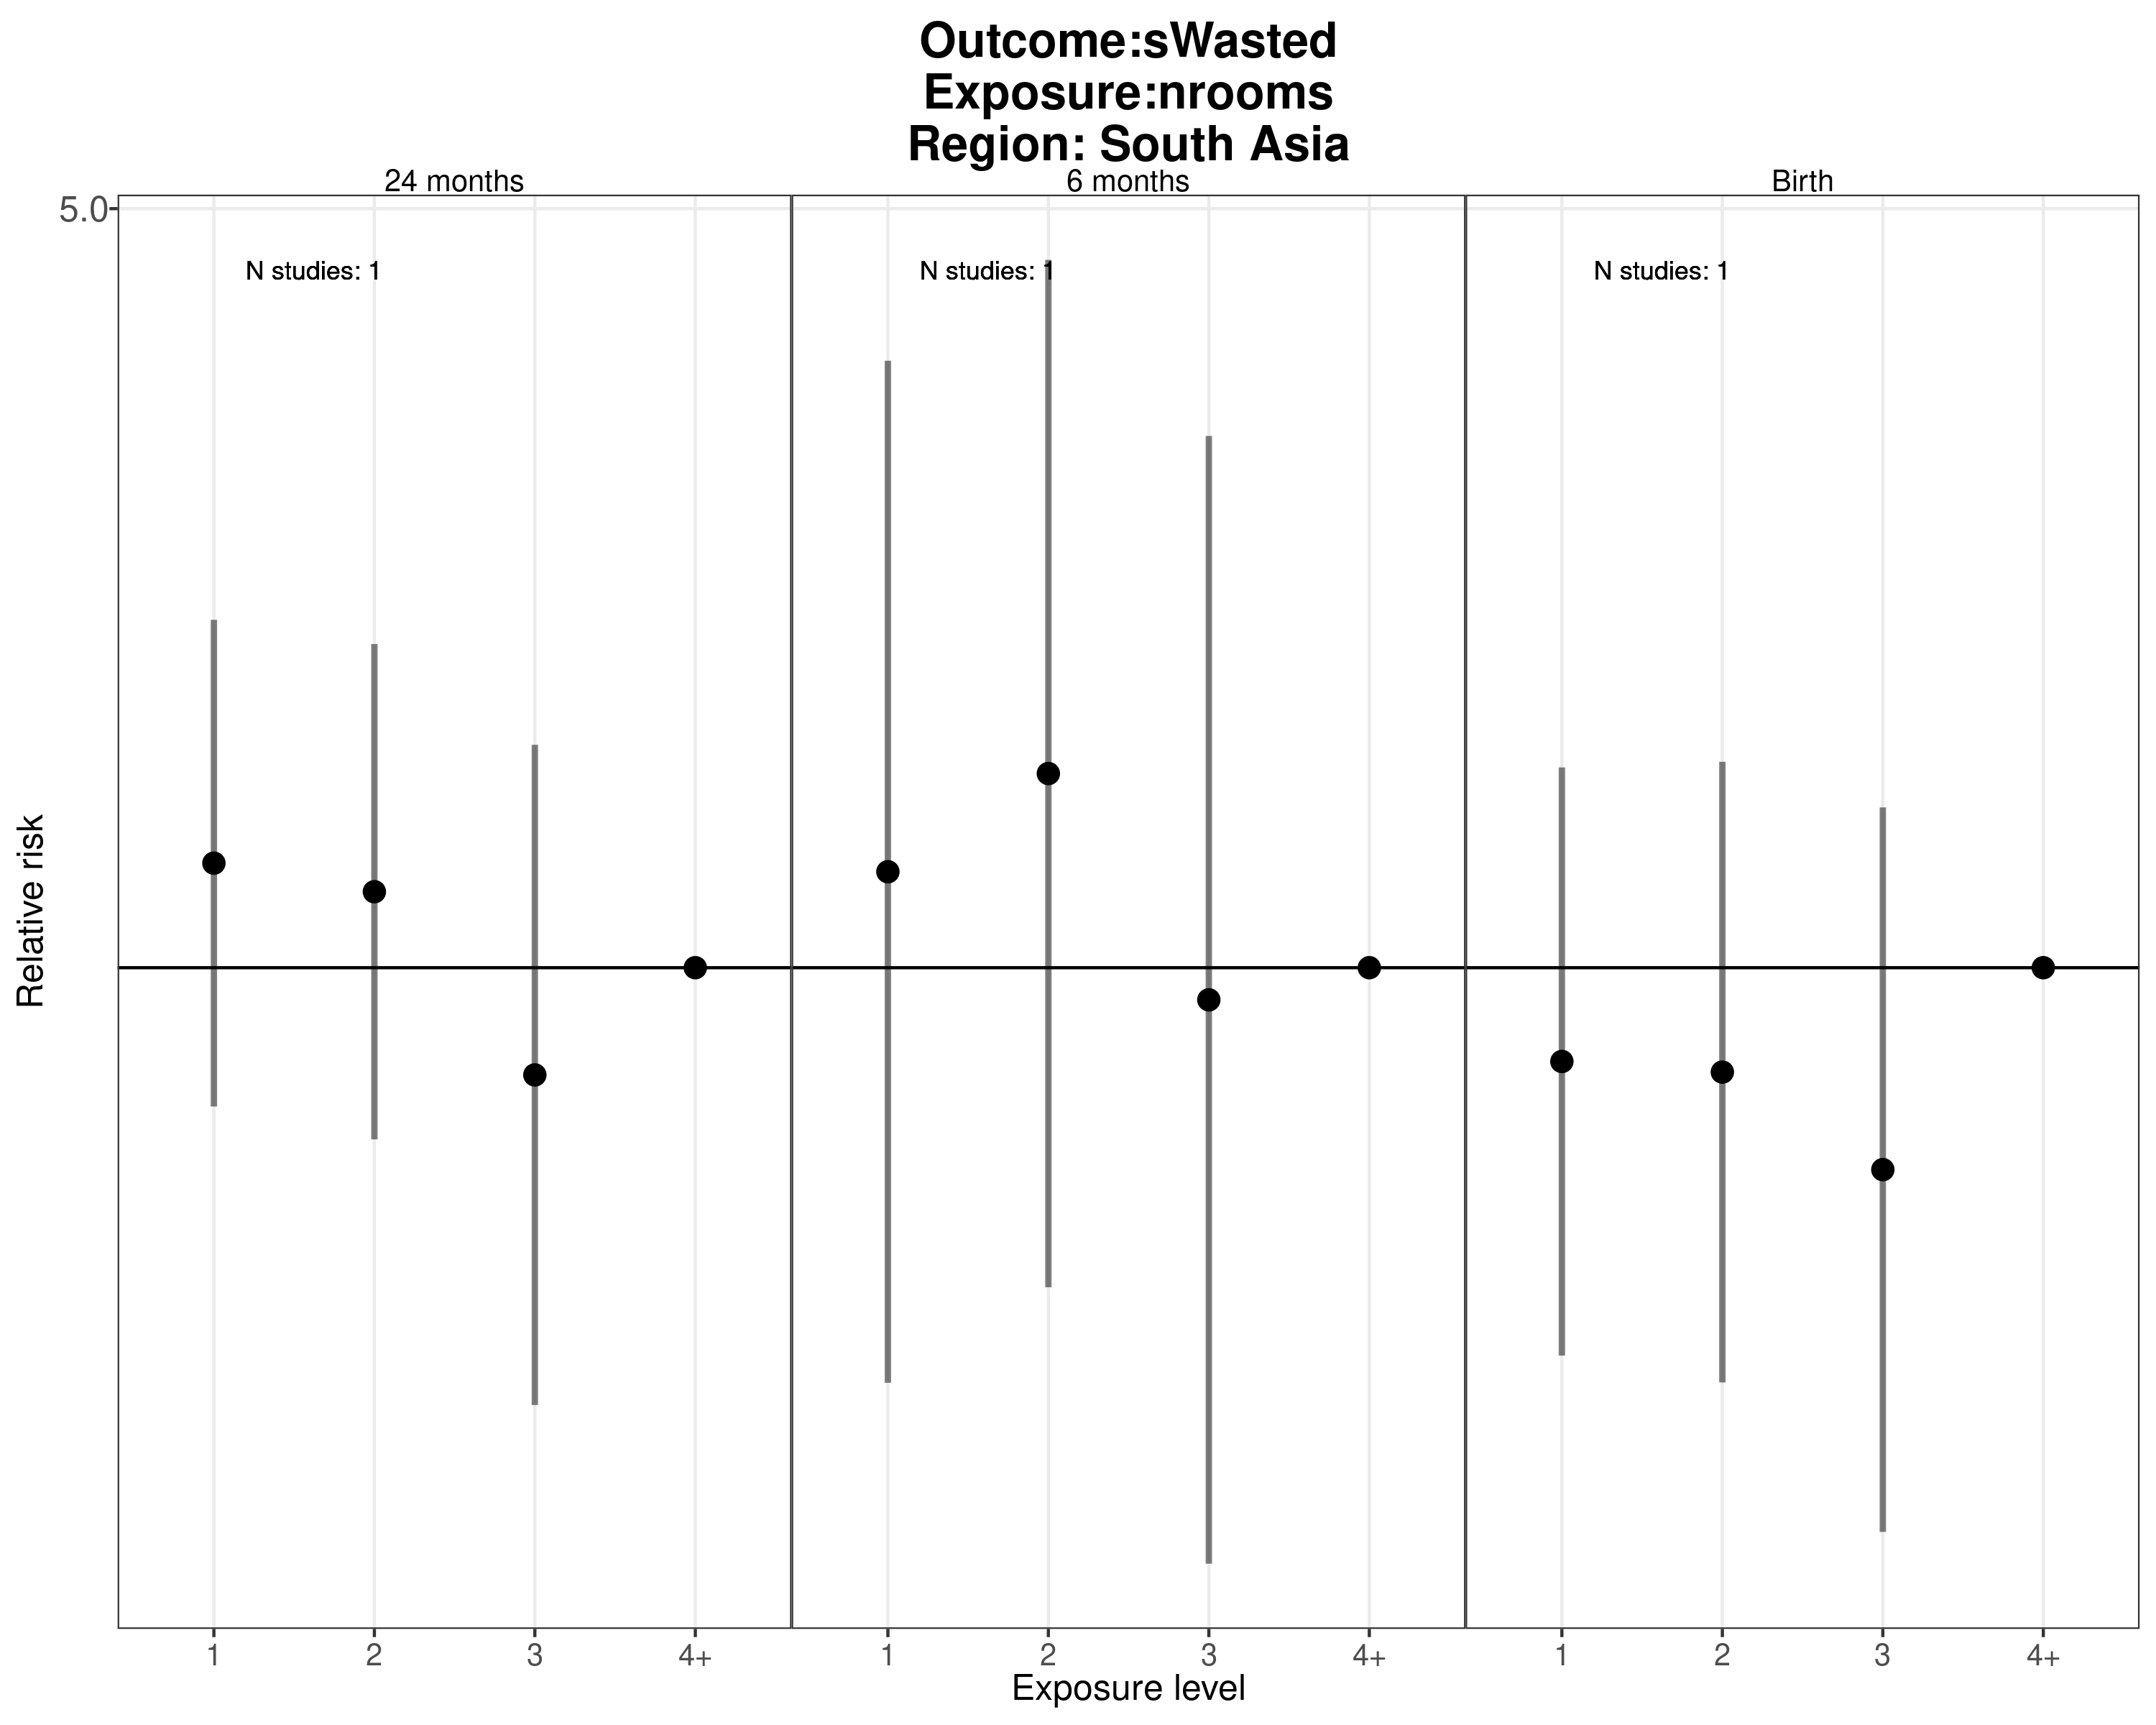 Outcome:sWasted
Exposure:nrooms
Region: South Asia
24 months
6 months
Birth
5.0
N studies: 1
N studies: 1
N studies: 1
Relative risk
1 2 3 4+
1 2 3 4+
1 2 3 4+
Exposure level